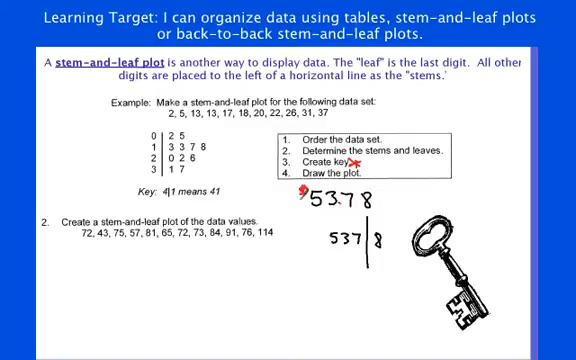 Learning Target: I can organize data using tables, stem-and-leaf plots
or back-to-back stem-and-leaf plots.
A stem-and-leaf plot is another way to display data. The "leaf" is the last digit. All other
digits are placed to the left of a horizontal line as the "stems."
Example: Make a stem-and-leaf plot for the following data set:
2, 5, 13, 13, 17, 18, 20, 22, 26, 31, 37
0 | 2 5
1 | 3 3 7 8
2 | 0 2 6
3 | 1 7
Key: 4|1 means 41
1. Order the data set.
2. Determine the stems and leaves.
3. Create key
4. Draw the plot.
$53.78
537 | 8
2. Create a stem-and-leaf plot of the data values.
72, 43, 75, 57, 81, 65, 72, 73, 84, 91, 76, 114